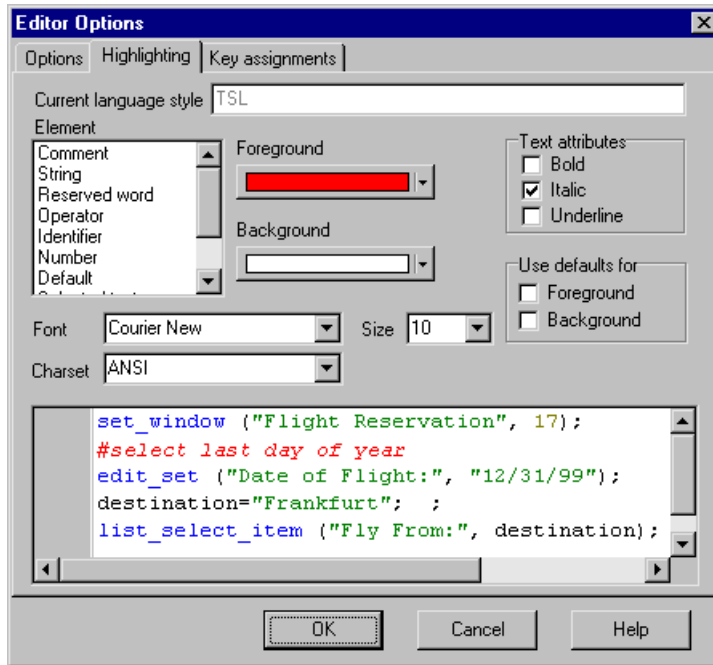 Editor Options
Options Highlighting Key assignments
Current language style TSL
Element
Comment
String
Reserved word
Operator
Identifier
Number
Default
Foreground
Background
Text attributes
Bold
Italic
Underline
Use defaults for
Foreground
Background
Font Courier New Size 10
Charset ANSI
set_window ("Flight Reservation", 17);
#select last day of year
edit_set ("Date of Flight:", "12/31/99");
destination="Frankfurt";  ;
list_select_item ("Fly From:", destination);
OK Cancel Help